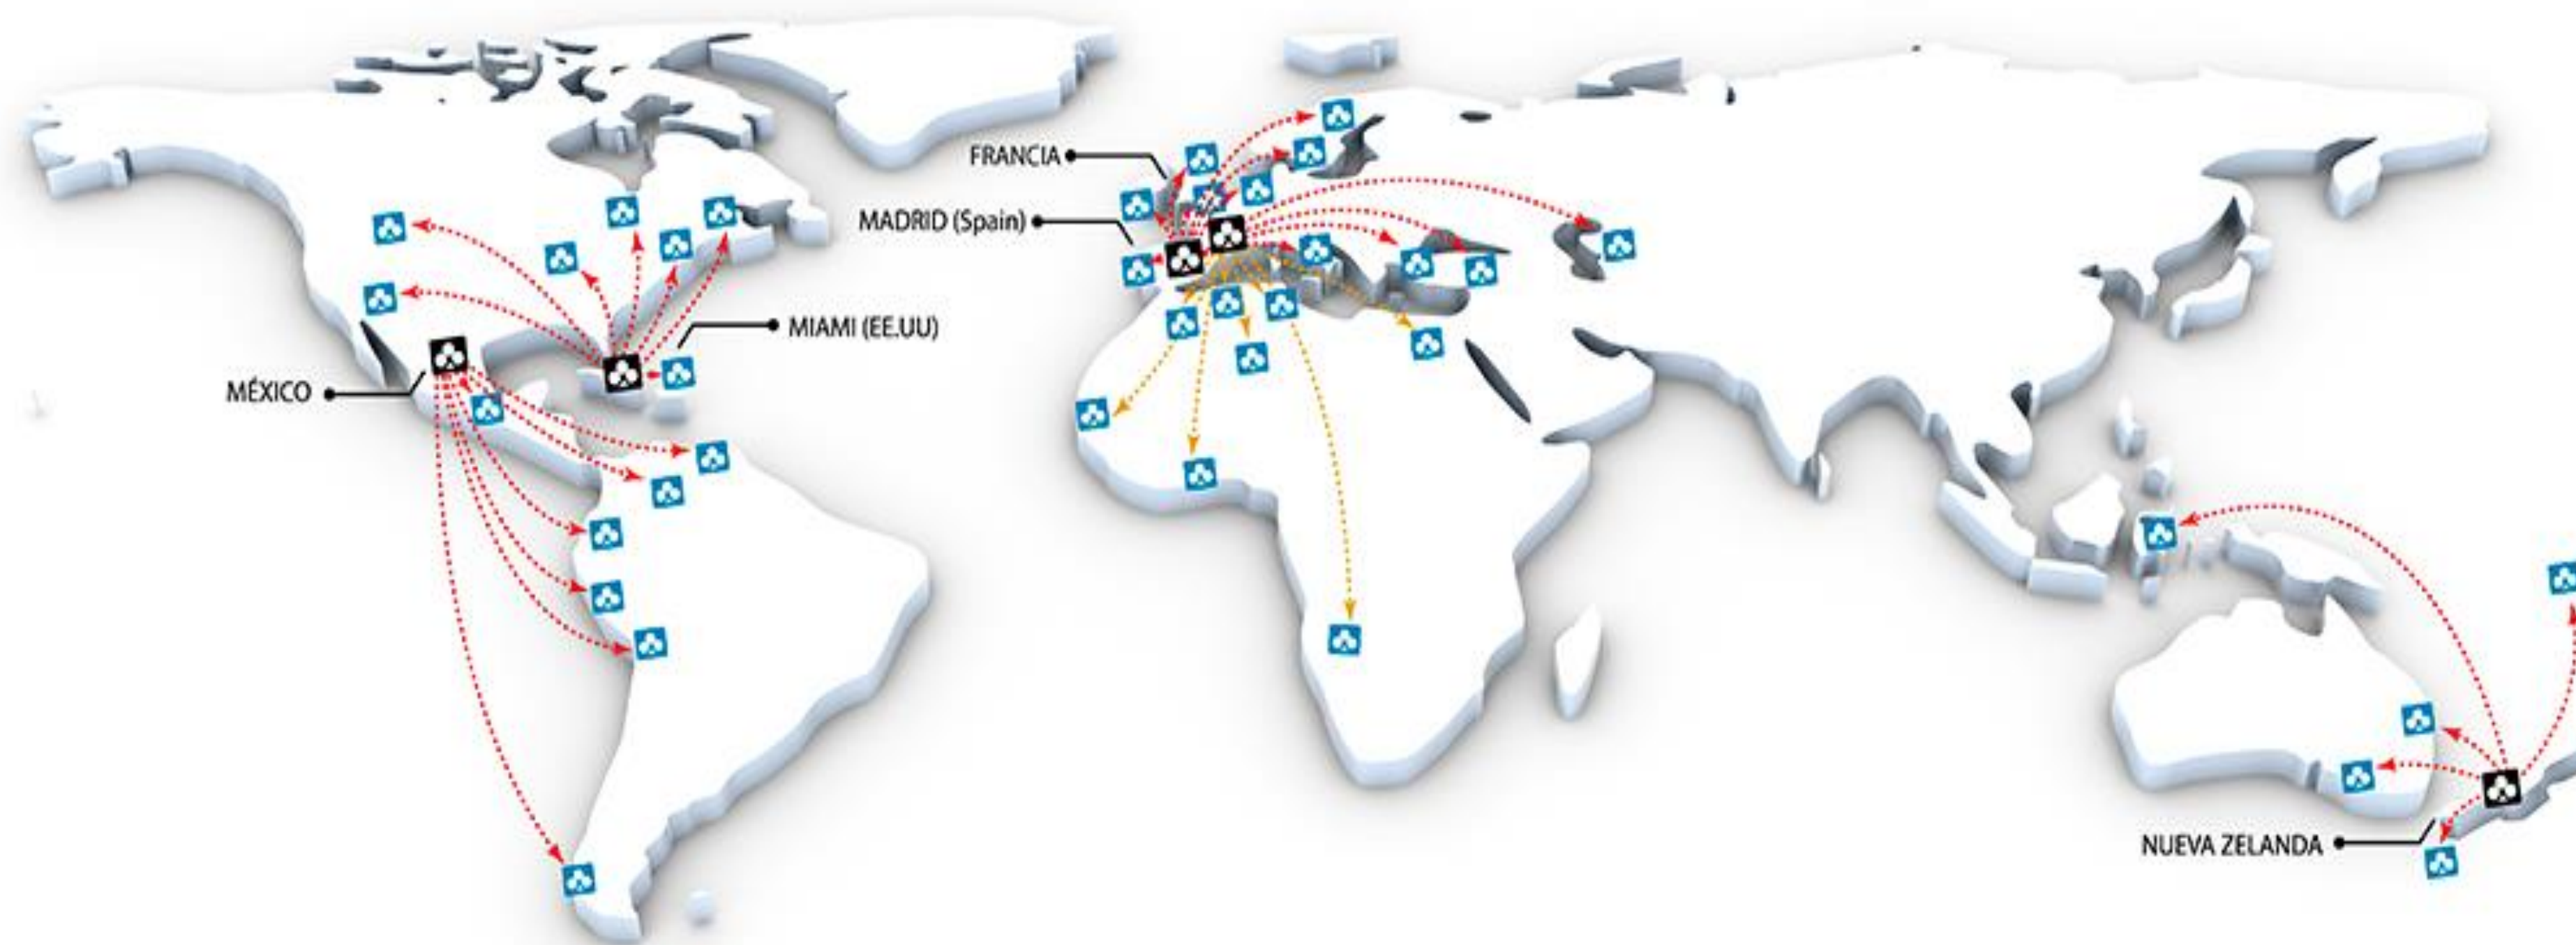 FRANCIA
MADRID (Spain)
MIAMI (EE.UU)
MÉXICO
NUEVA ZELANDA